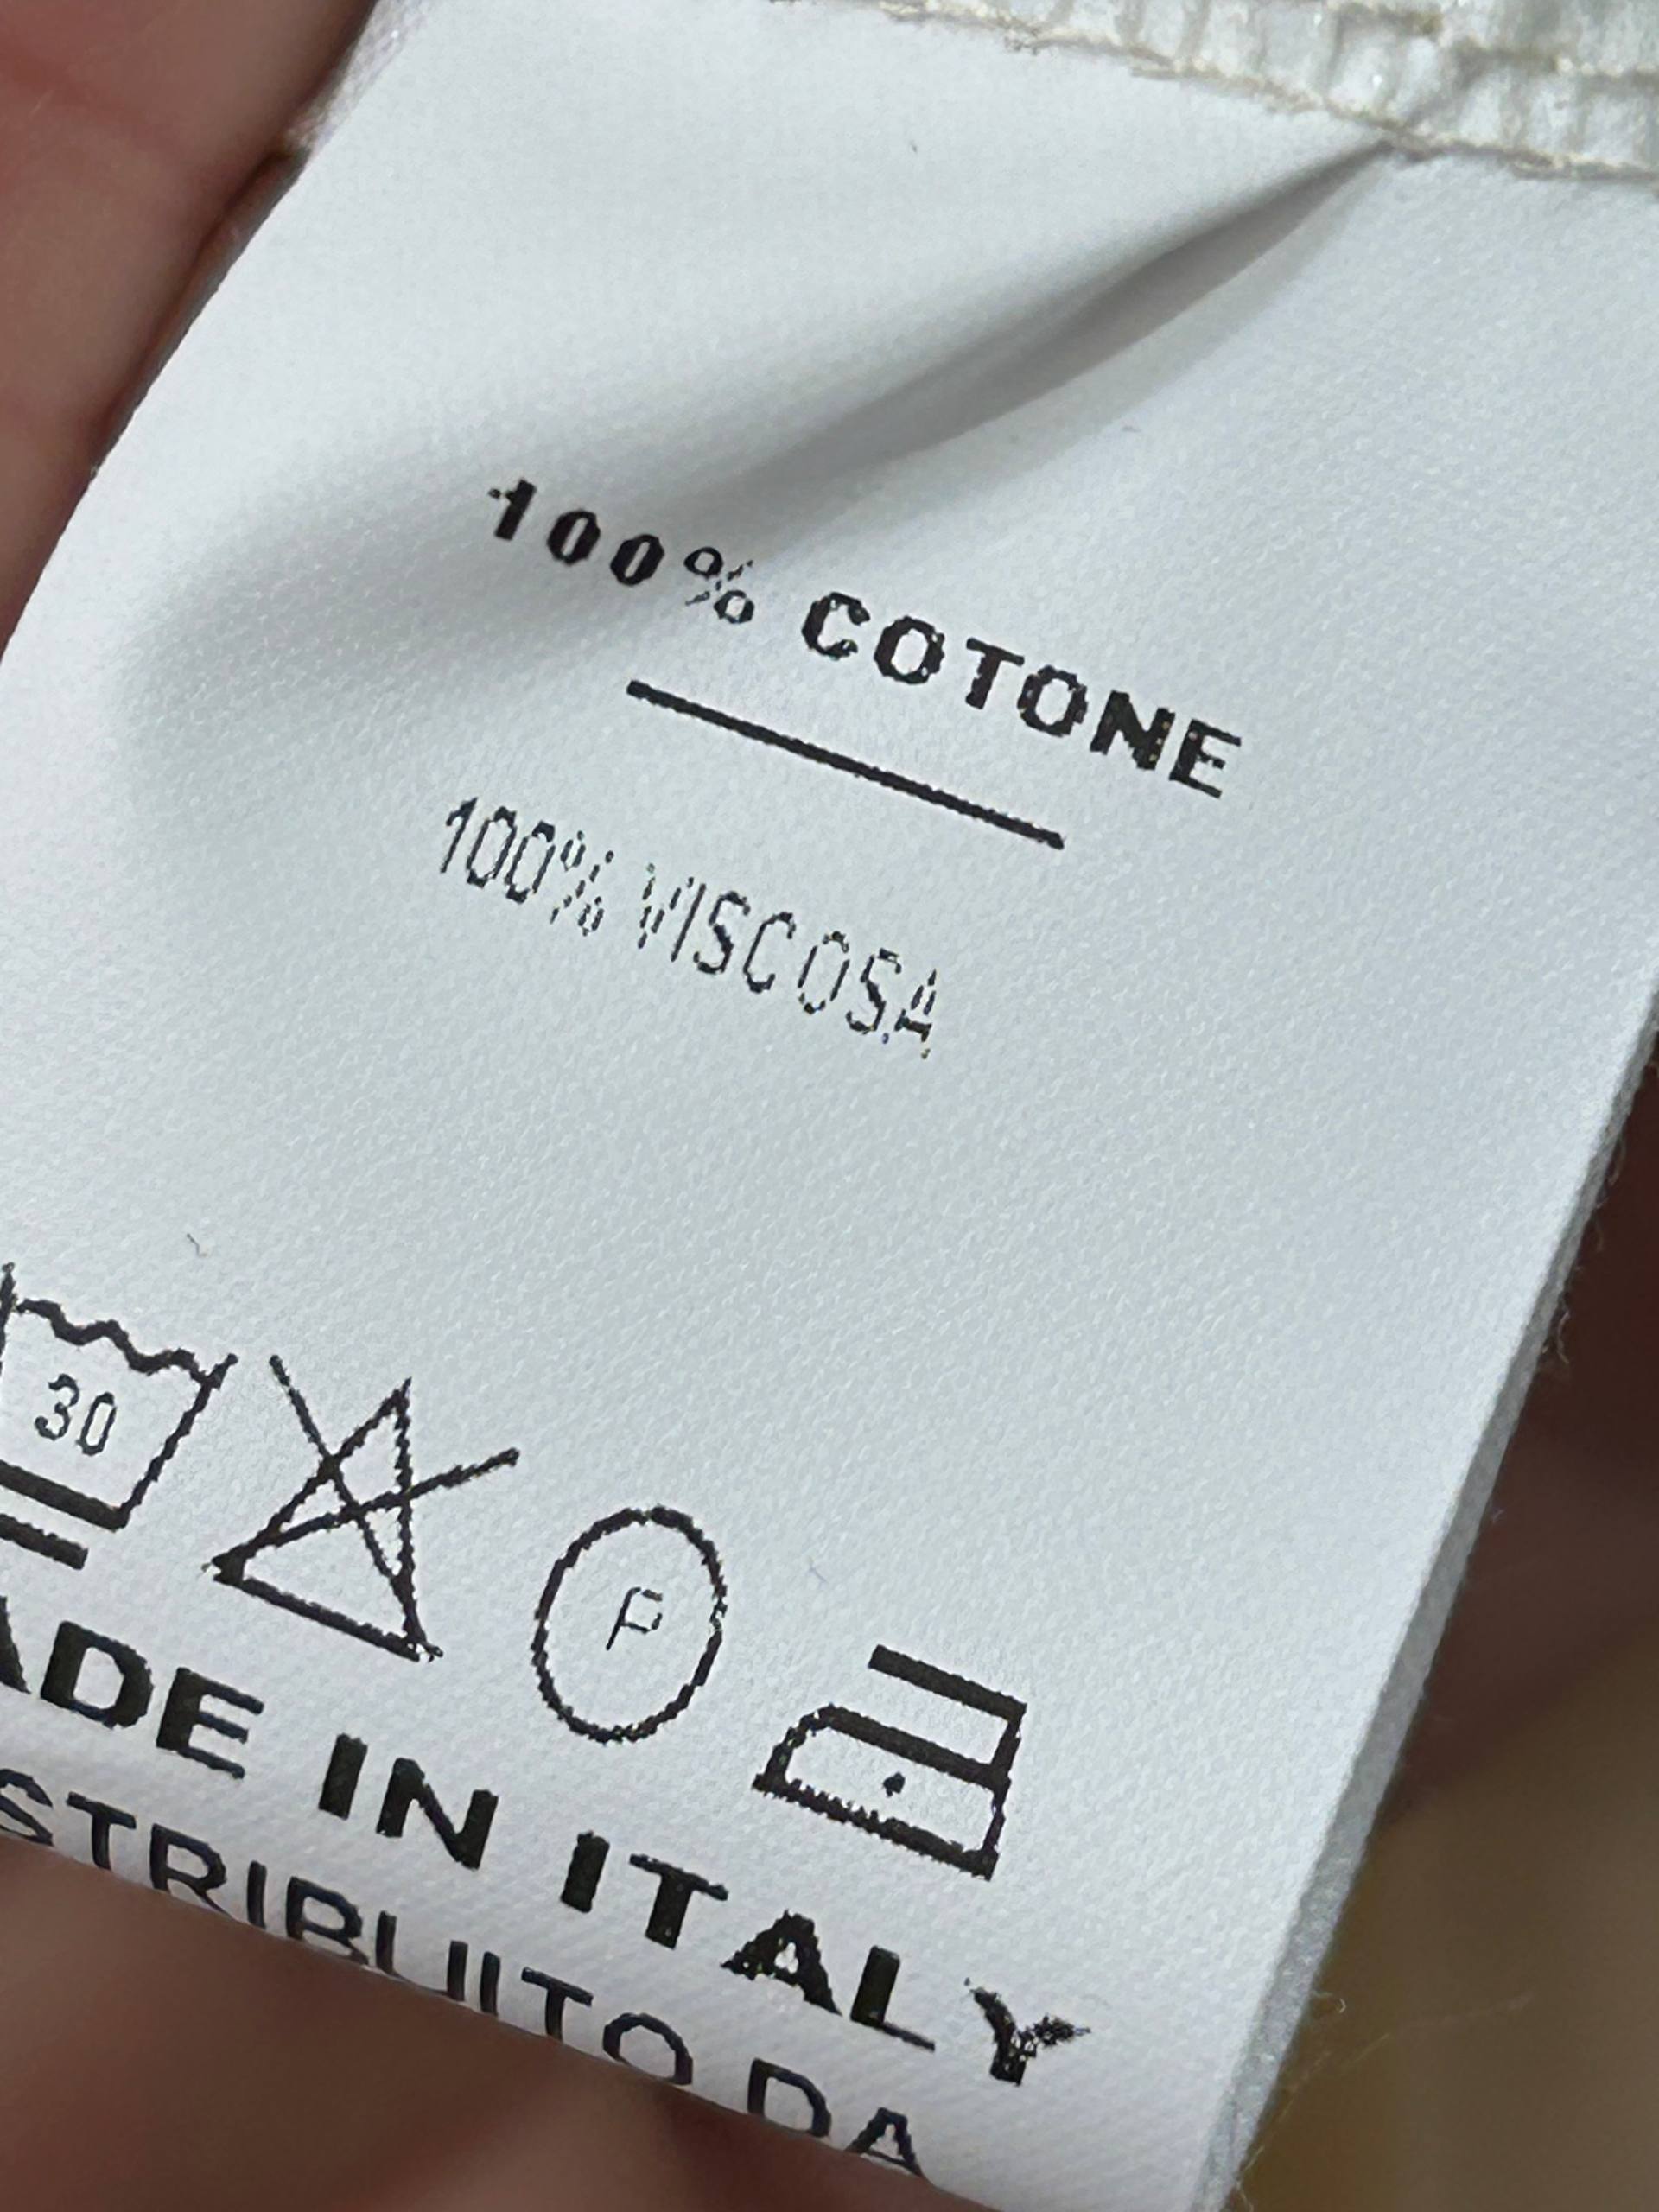 100% COTONE
100% VISCOSA
30
P
ADE IN ITALY
STRIBUITO DA